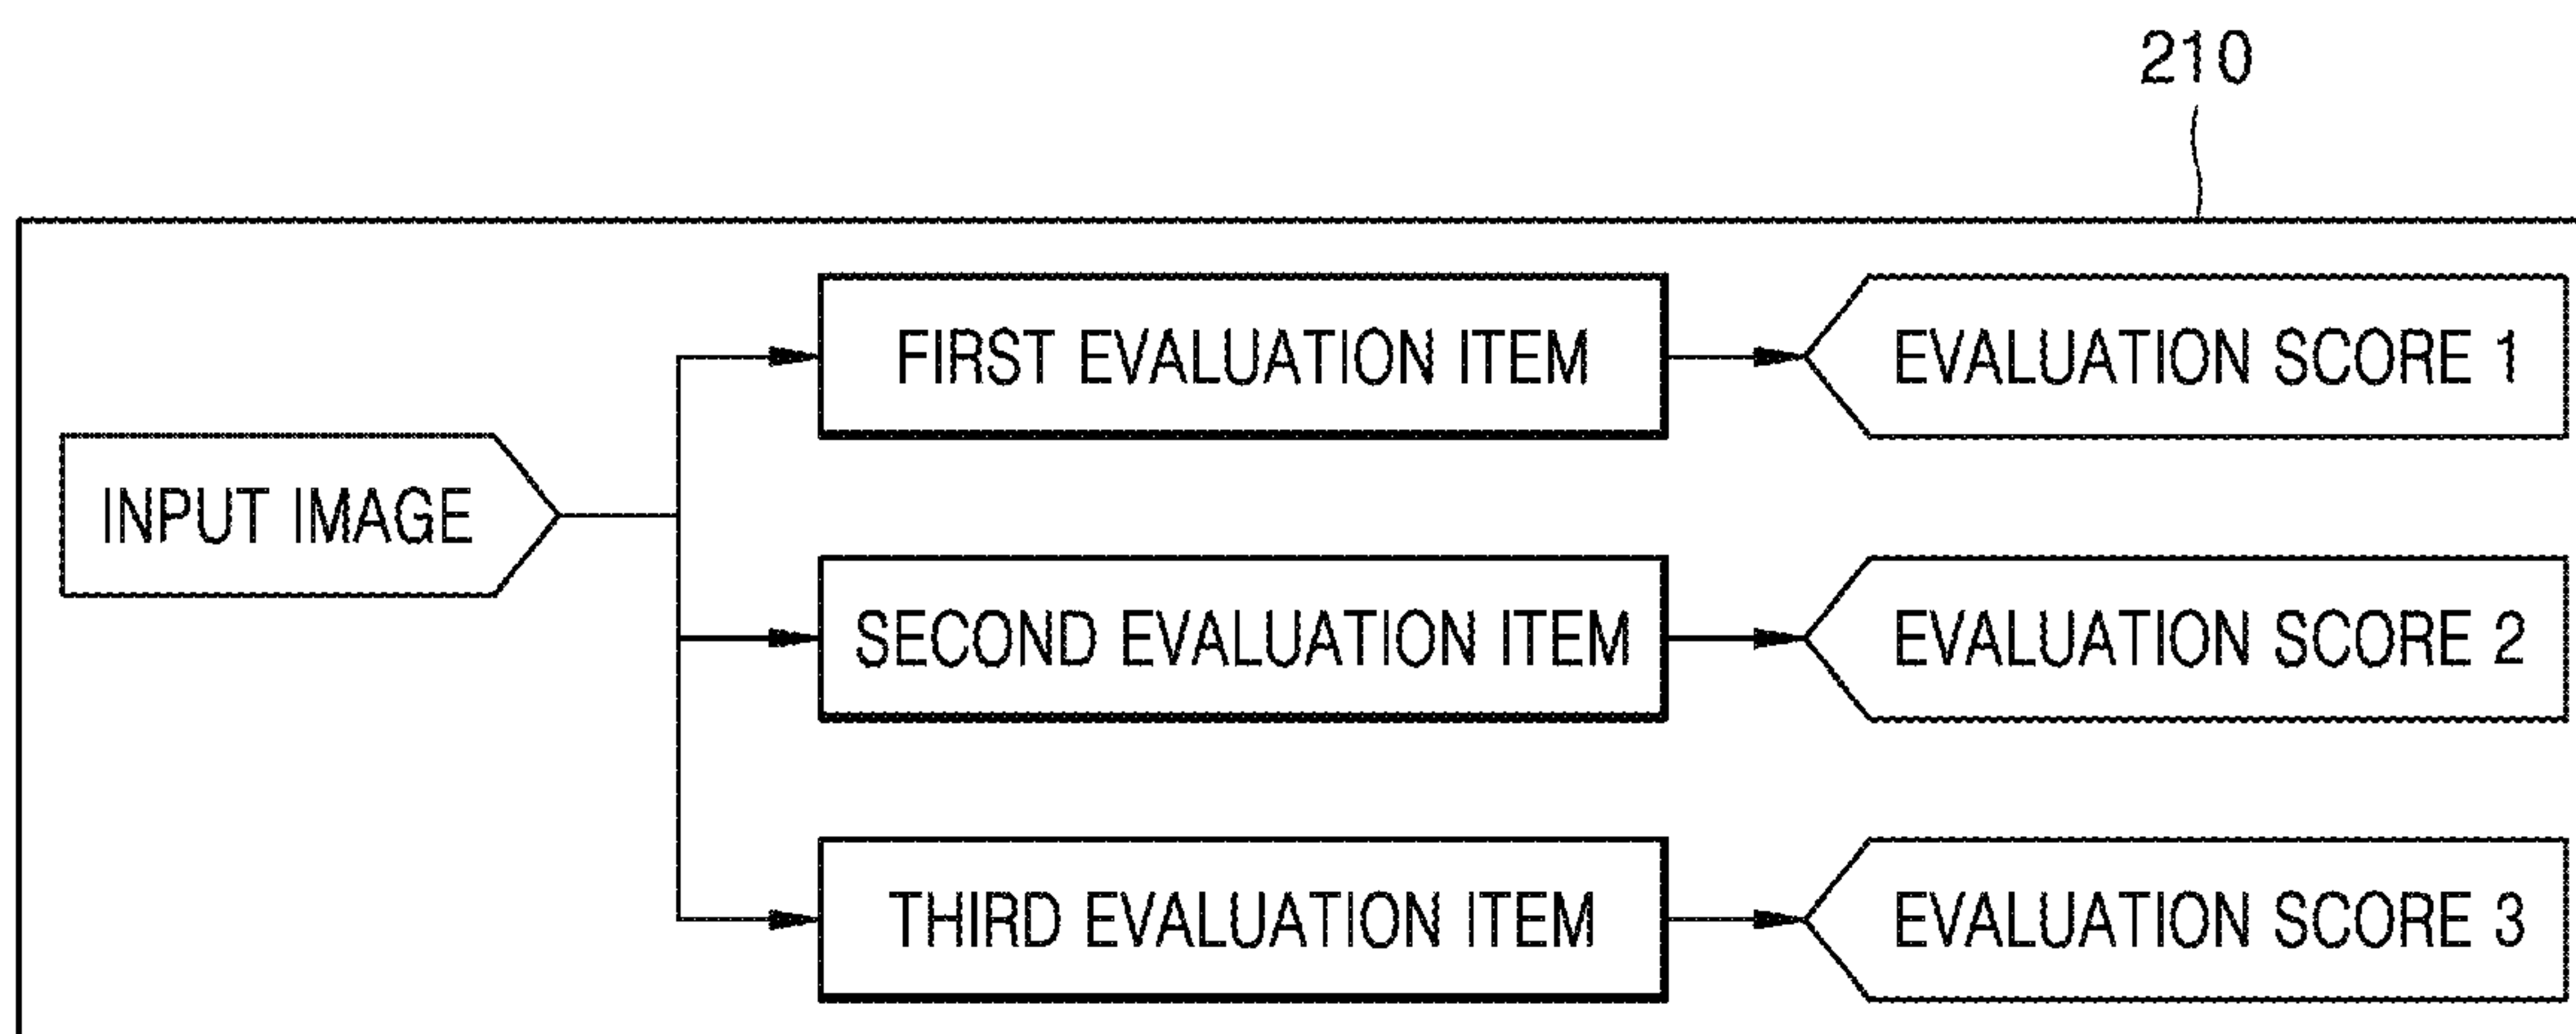 210
FIRST EVALUATION ITEM
EVALUATION SCORE 1
INPUT IMAGE
SECOND EVALUATION ITEM
EVALUATION SCORE 2
THIRD EVALUATION ITEM
EVALUATION SCORE 3